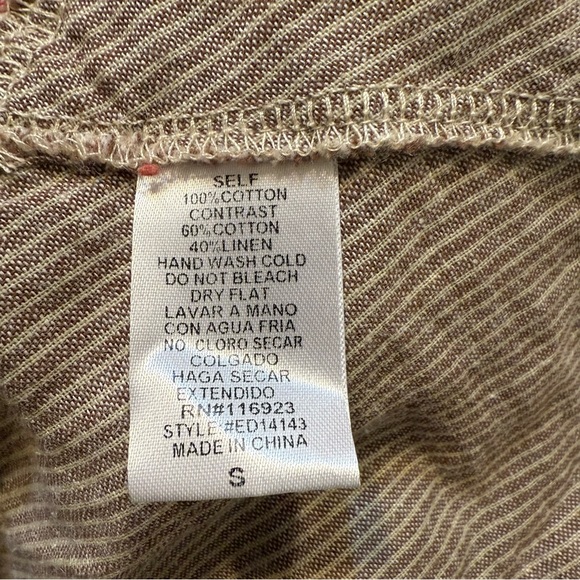 SELF
100%COTTON
CONTRAST
60%COTTON
40%LINEN
HAND WASH COLD
DO NOT BLEACH
DRY FLAT
LAVAR A MANO
CON AGUA FRIA
NO CLORO SECAR
COLGADO
HAGA SECAR
EXTENDIDO
RN#116923
STYLE #ED14143
MADE IN CHINA
S